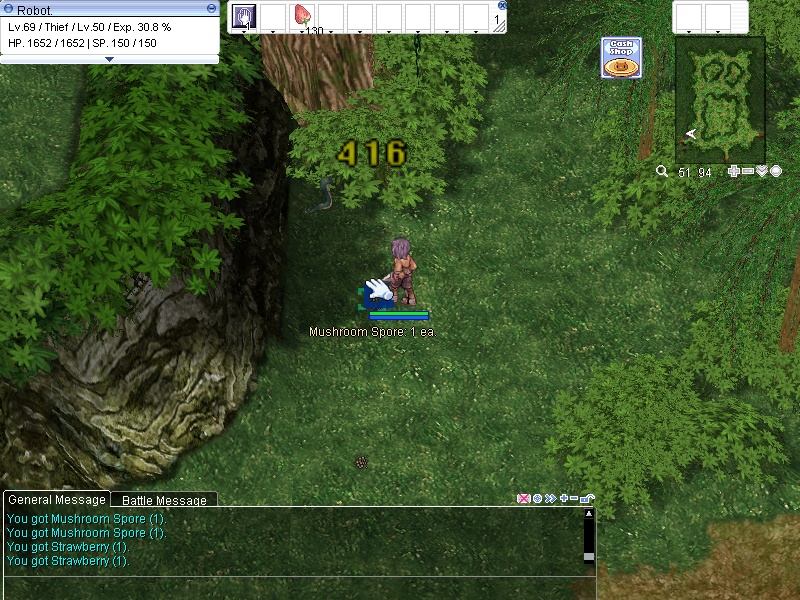 Robot
Lv.69 / Thief / Lv.50 / Exp. 30.8 %
HP. 1652 / 1652 | SP. 150 / 150
1
130
1
Cash
Shop
51 94
416
Mushroom Spore: 1 ea.
General Message
Battle Message
You got Mushroom Spore (1).
You got Mushroom Spore (1).
You got Strawberry (1).
You got Strawberry (1).